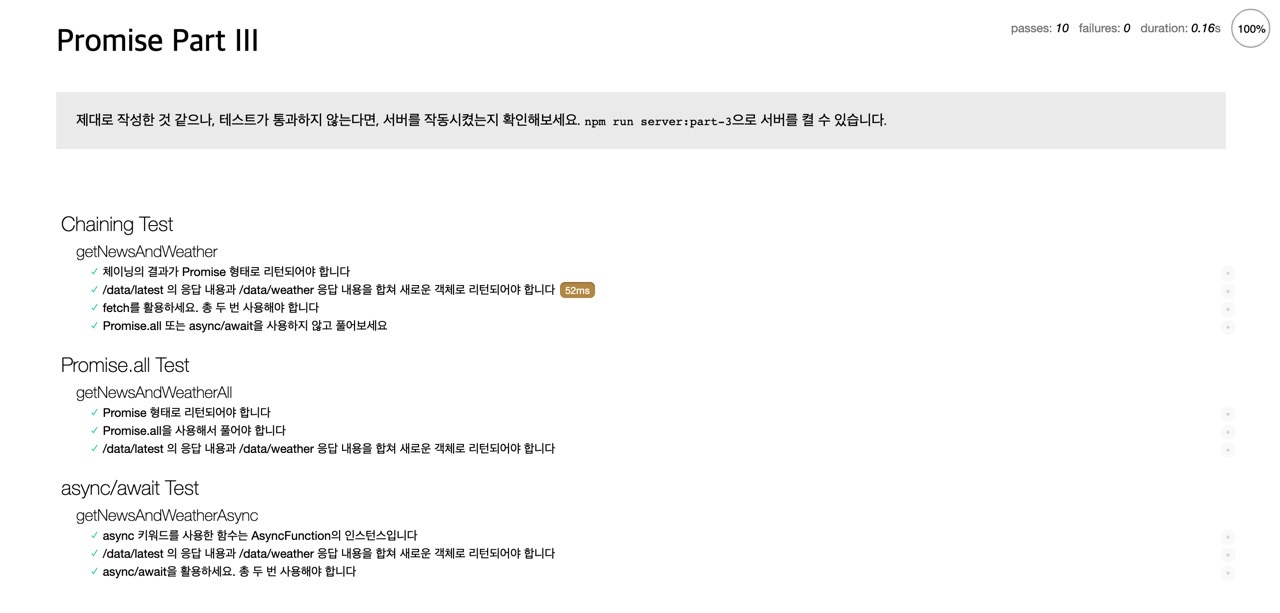 Promise Part III
passes: 10 failures: 0 duration: 0.16s 100%
제대로 작성한 것 같으나, 테스트가 통과하지 않는다면, 서버를 작동시켰는지 확인해보세요. npm run server:part-3으로 서버를 켤 수 있습니다.
Chaining Test
getNewsAndWeather
✓ 체이닝의 결과가 Promise 형태로 리턴되어야 합니다
✓ /data/latest 의 응답 내용과 /data/weather 응답 내용을 합쳐 새로운 객체로 리턴되어야 합니다 52ms
✓ fetch를 활용하세요. 총 두 번 사용해야 합니다
✓ Promise.all 또는 async/await을 사용하지 않고 풀어보세요
Promise.all Test
getNewsAndWeatherAll
✓ Promise 형태로 리턴되어야 합니다
✓ Promise.all을 사용해서 풀어야 합니다
✓ /data/latest 의 응답 내용과 /data/weather 응답 내용을 합쳐 새로운 객체로 리턴되어야 합니다
async/await Test
getNewsAndWeatherAsync
✓ async 키워드를 사용한 함수는 AsyncFunction의 인스턴스입니다
✓ /data/latest 의 응답 내용과 /data/weather 응답 내용을 합쳐 새로운 객체로 리턴되어야 합니다
✓ async/await을 활용하세요. 총 두 번 사용해야 합니다